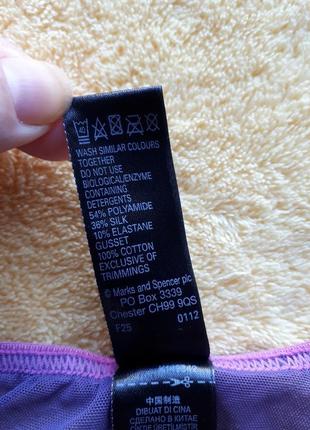 WASH SIMILAR COLOURS
TOGETHER
DO NOT USE
BIOLOGICAL/ENZYME
CONTAINING
DETERGENTS
54% POLYAMIDE
36% SILK
10% ELASTANE
GUSSET
100% COTTON
EXCLUSIVE OF
TRIMMINGS
© Marks and Spencer plc
PO Box 3339
Chester CH99 9QS
F25 0112
中国制造
DIBUAT DI CINA
СДЕЛАНО В КИТАЕ